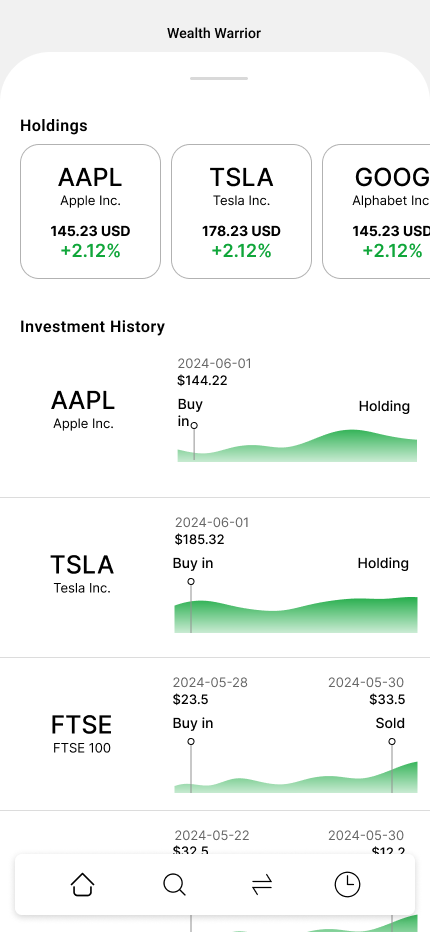 Wealth Warrior
Holdings
AAPL
Apple Inc.
145.23 USD
+2.12%
TSLA
Tesla Inc.
178.23 USD
+2.12%
GOOG
Alphabet Inc
145.23 USD
+2.12%
Investment History
AAPL
Apple Inc.
2024-06-01
$144.22
Buy
in
Holding
TSLA
Tesla Inc.
2024-06-01
$185.32
Buy in
Holding
FTSE
FTSE 100
2024-05-28
$23.5
Buy in
2024-05-30
$33.5
Sold
2024-05-22
$32.5
2024-05-30
$12.2